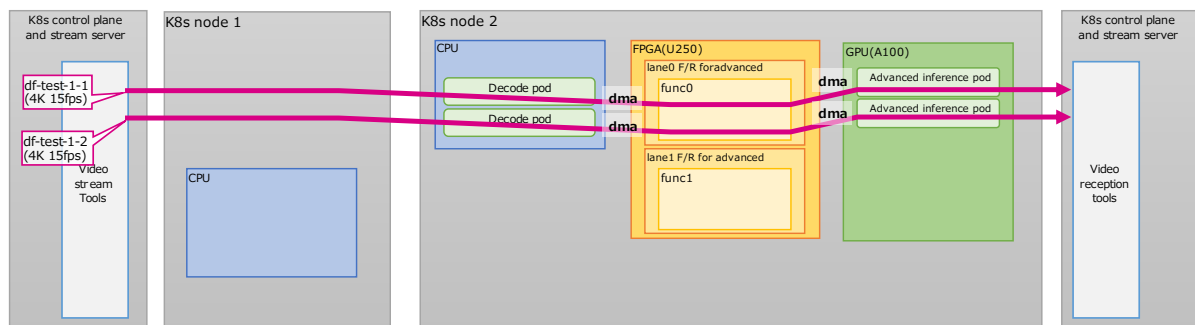 K8s control plane
and stream server
df-test-1-1
(4K 15fps)
df-test-1-2
(4K 15fps)
Video
stream
Tools
K8s node 1
CPU
K8s node 2
CPU
Decode pod
Decode pod
dma
dma
FPGA(U250)
lane0 F/R foradvanced
func0
lane1 F/R for advanced
func1
dma
dma
GPU(A100)
Advanced inference pod
Advanced inference pod
K8s control plane
and stream server
Video
reception
tools